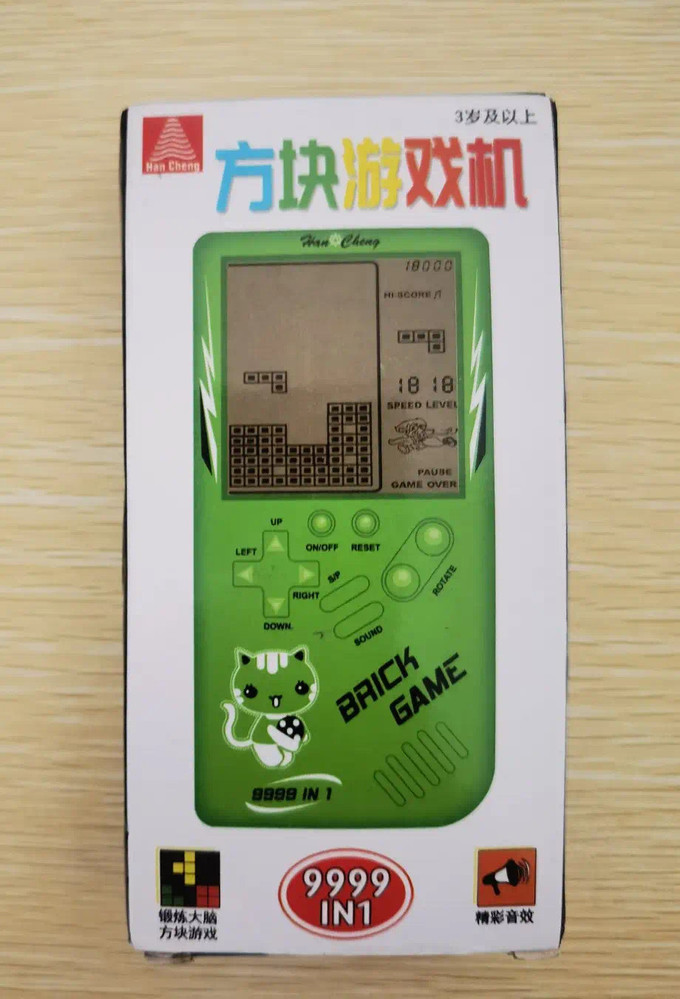 3岁及以上
Han Cheng
方块游戏机
Han Cheng
18000
HI-SCORE
18 18
SPEED LEVEL
PAUSE
GAME OVER
UP
LEFT
ON/OFF RESET
RIGHT
S/P
ROTATE
DOWN.
SOUND
BRICK
GAME
9999 IN 1
9999
IN1
锻炼大脑
方块游戏
精彩音效